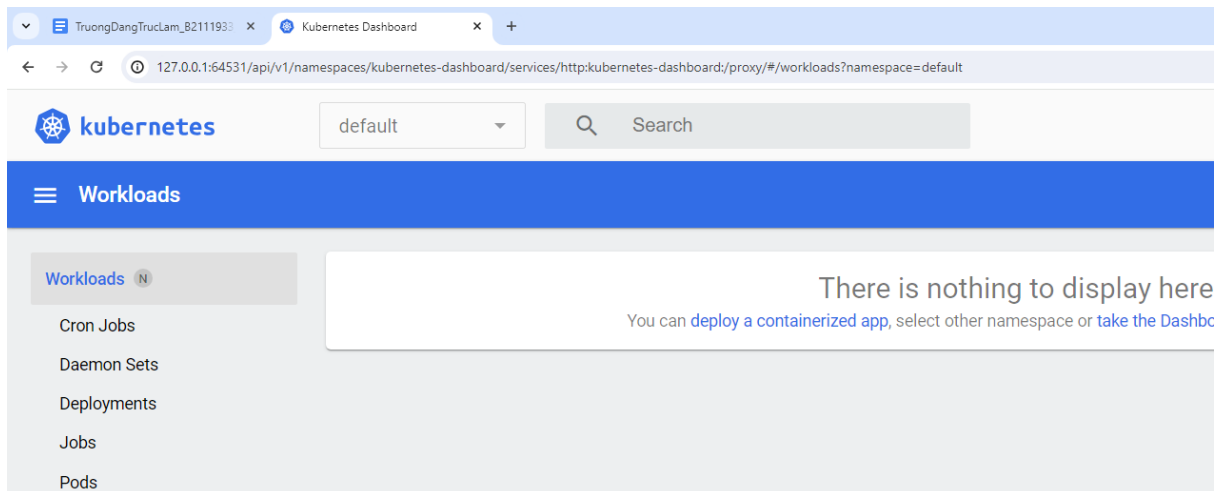 TruongDangTrucLam_B2111933
Kubernetes Dashboard
127.0.0.1:64531/api/v1/namespaces/kubernetes-dashboard/services/http:kubernetes-dashboard:/proxy/#/workloads?namespace=default
kubernetes
default
Search
Workloads
Workloads N
Cron Jobs
Daemon Sets
Deployments
Jobs
Pods
There is nothing to display here
You can deploy a containerized app, select other namespace or take the Dashbo